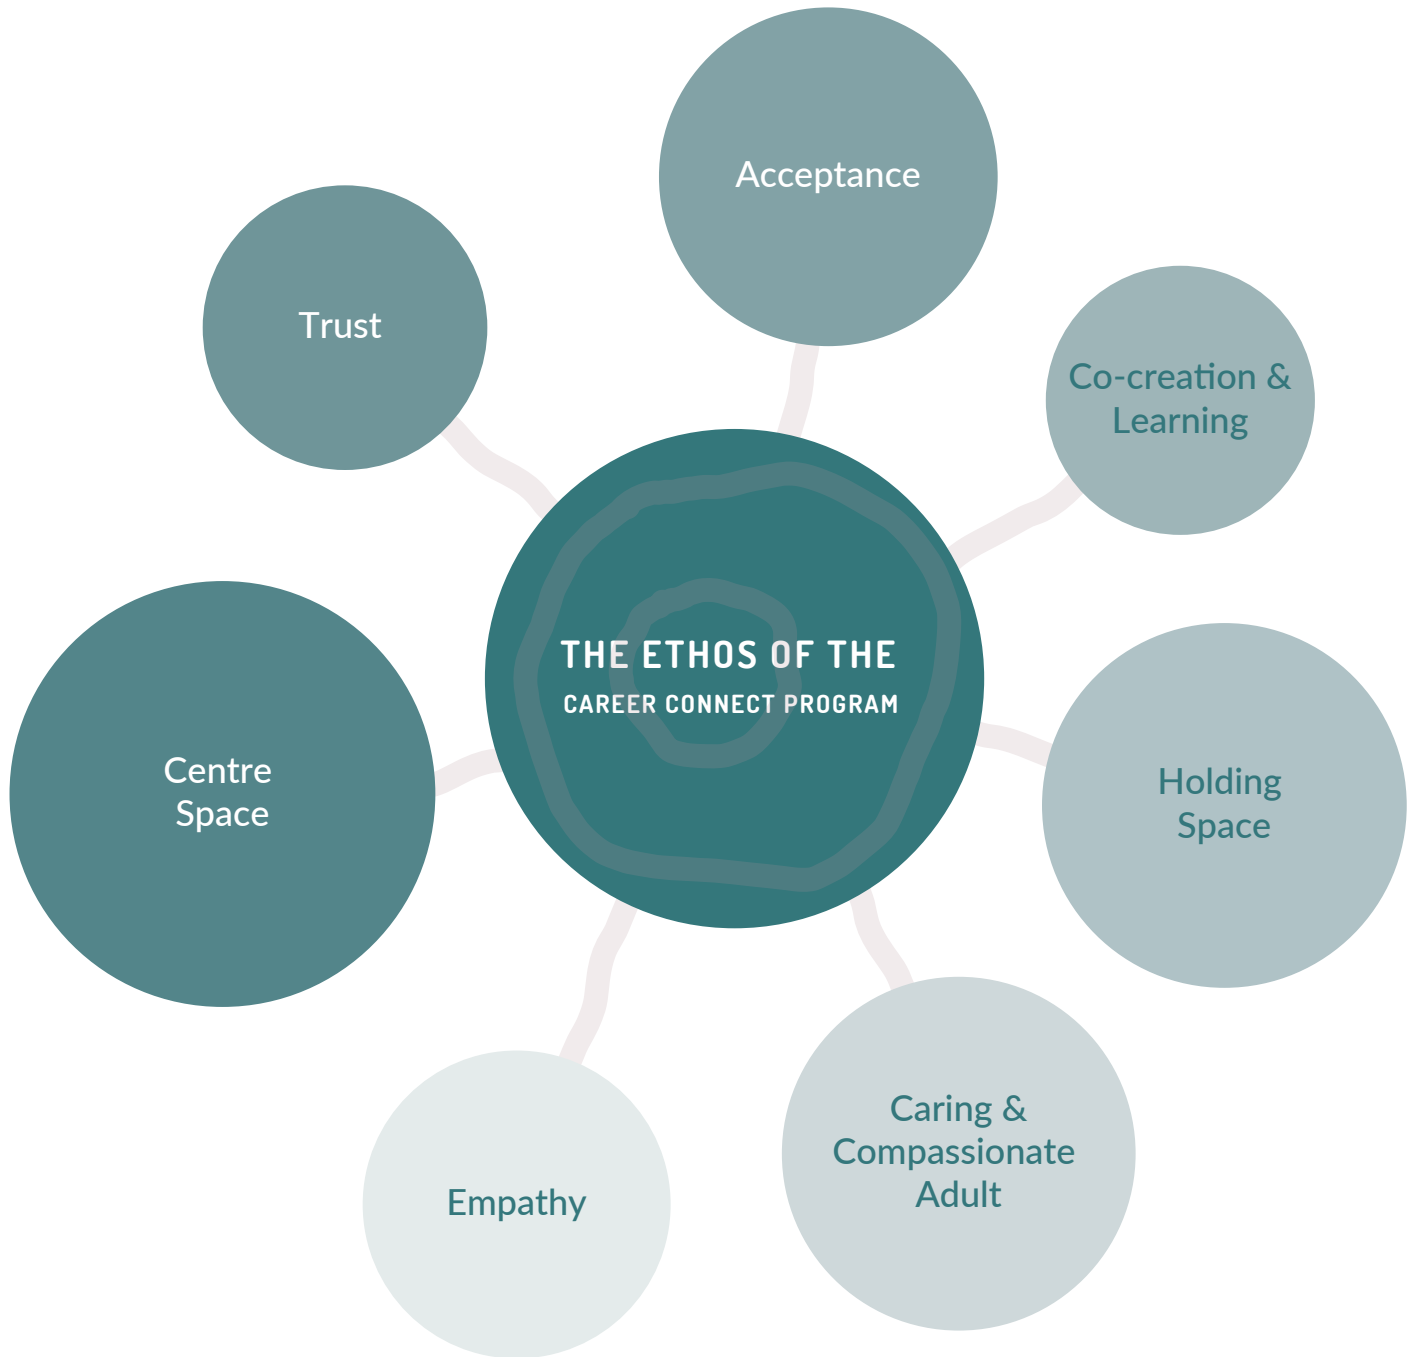 Acceptance
Trust
Co-creation &
Learning
THE ETHOS OF THE
CAREER CONNECT PROGRAM
Centre
Space
Holding
Space
Caring &
Compassionate
Adult
Empathy